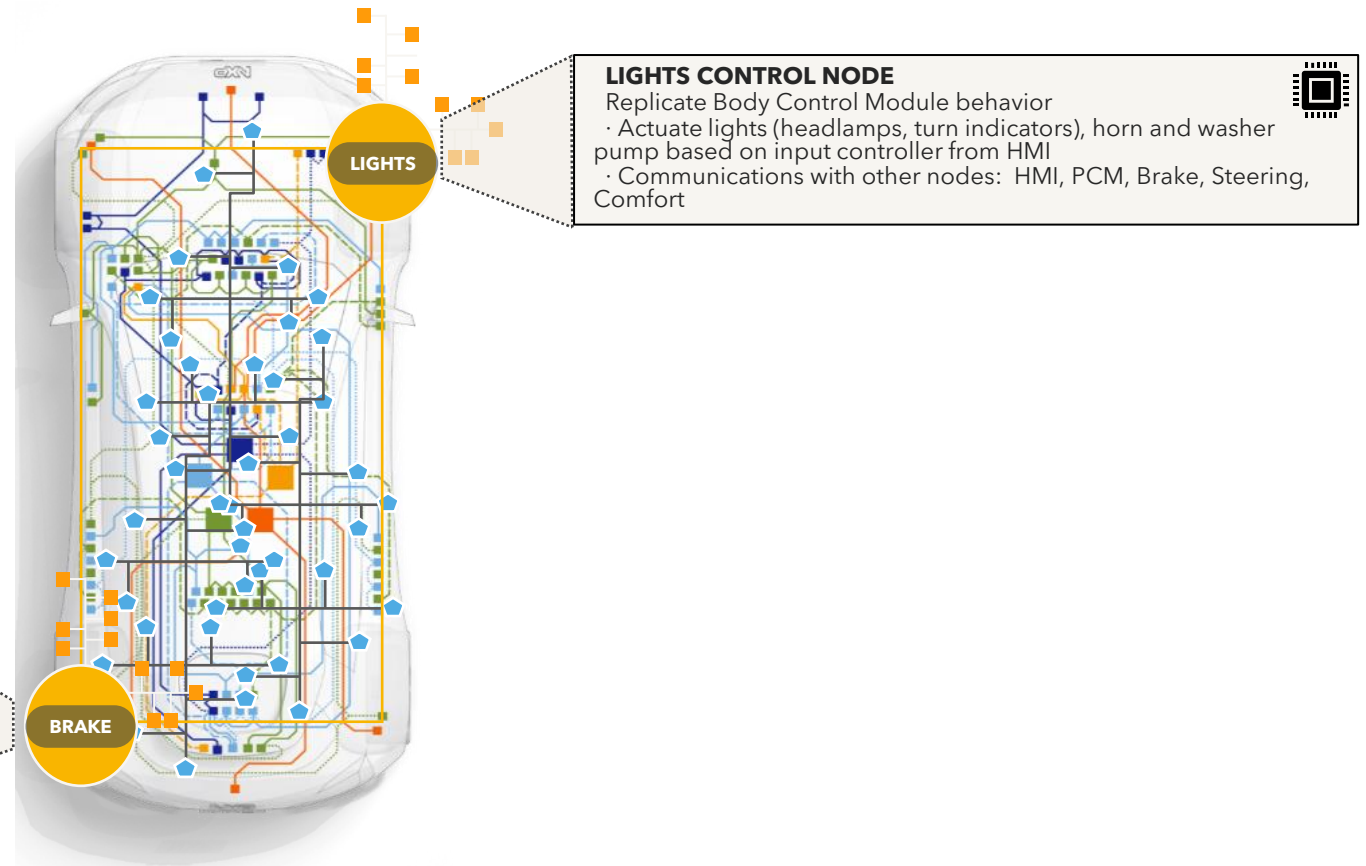 LIGHTS CONTROL NODE
Replicate Body Control Module behavior
· Actuate lights (headlamps, turn indicators), horn and washer
pump based on input controller from HMI
· Communications with other nodes:  HMI, PCM, Brake, Steering,
Comfort
LIGHTS
BRAKE